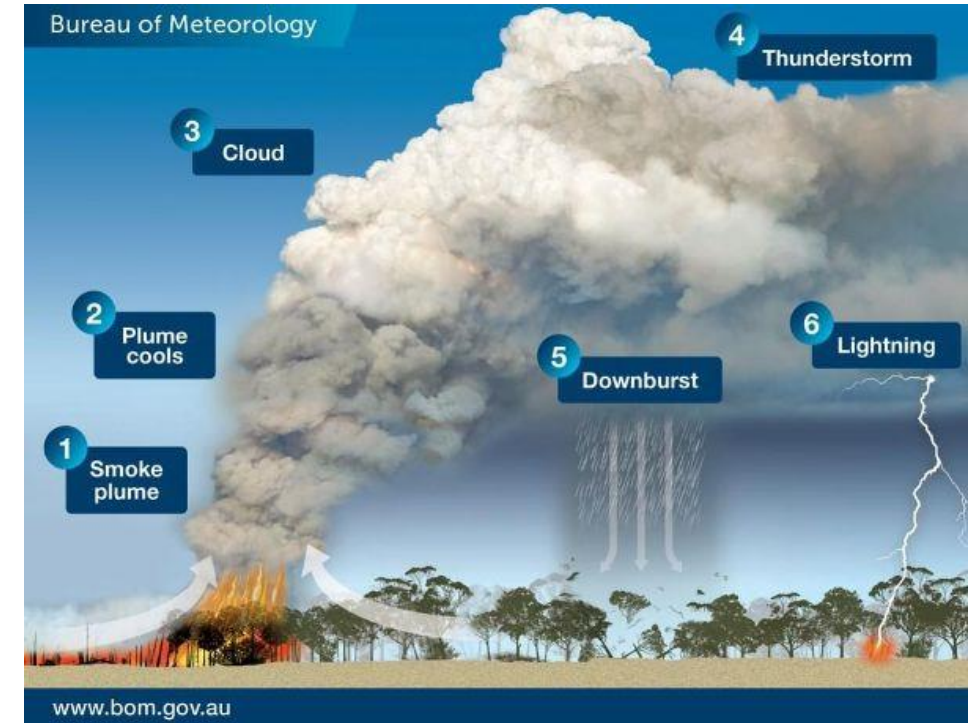 Bureau of Meteorology
4
Thunderstorm
3
Cloud
2
Plume
cools
6
Lightning
5
Downburst
1
Smoke
plume
www.bom.gov.au